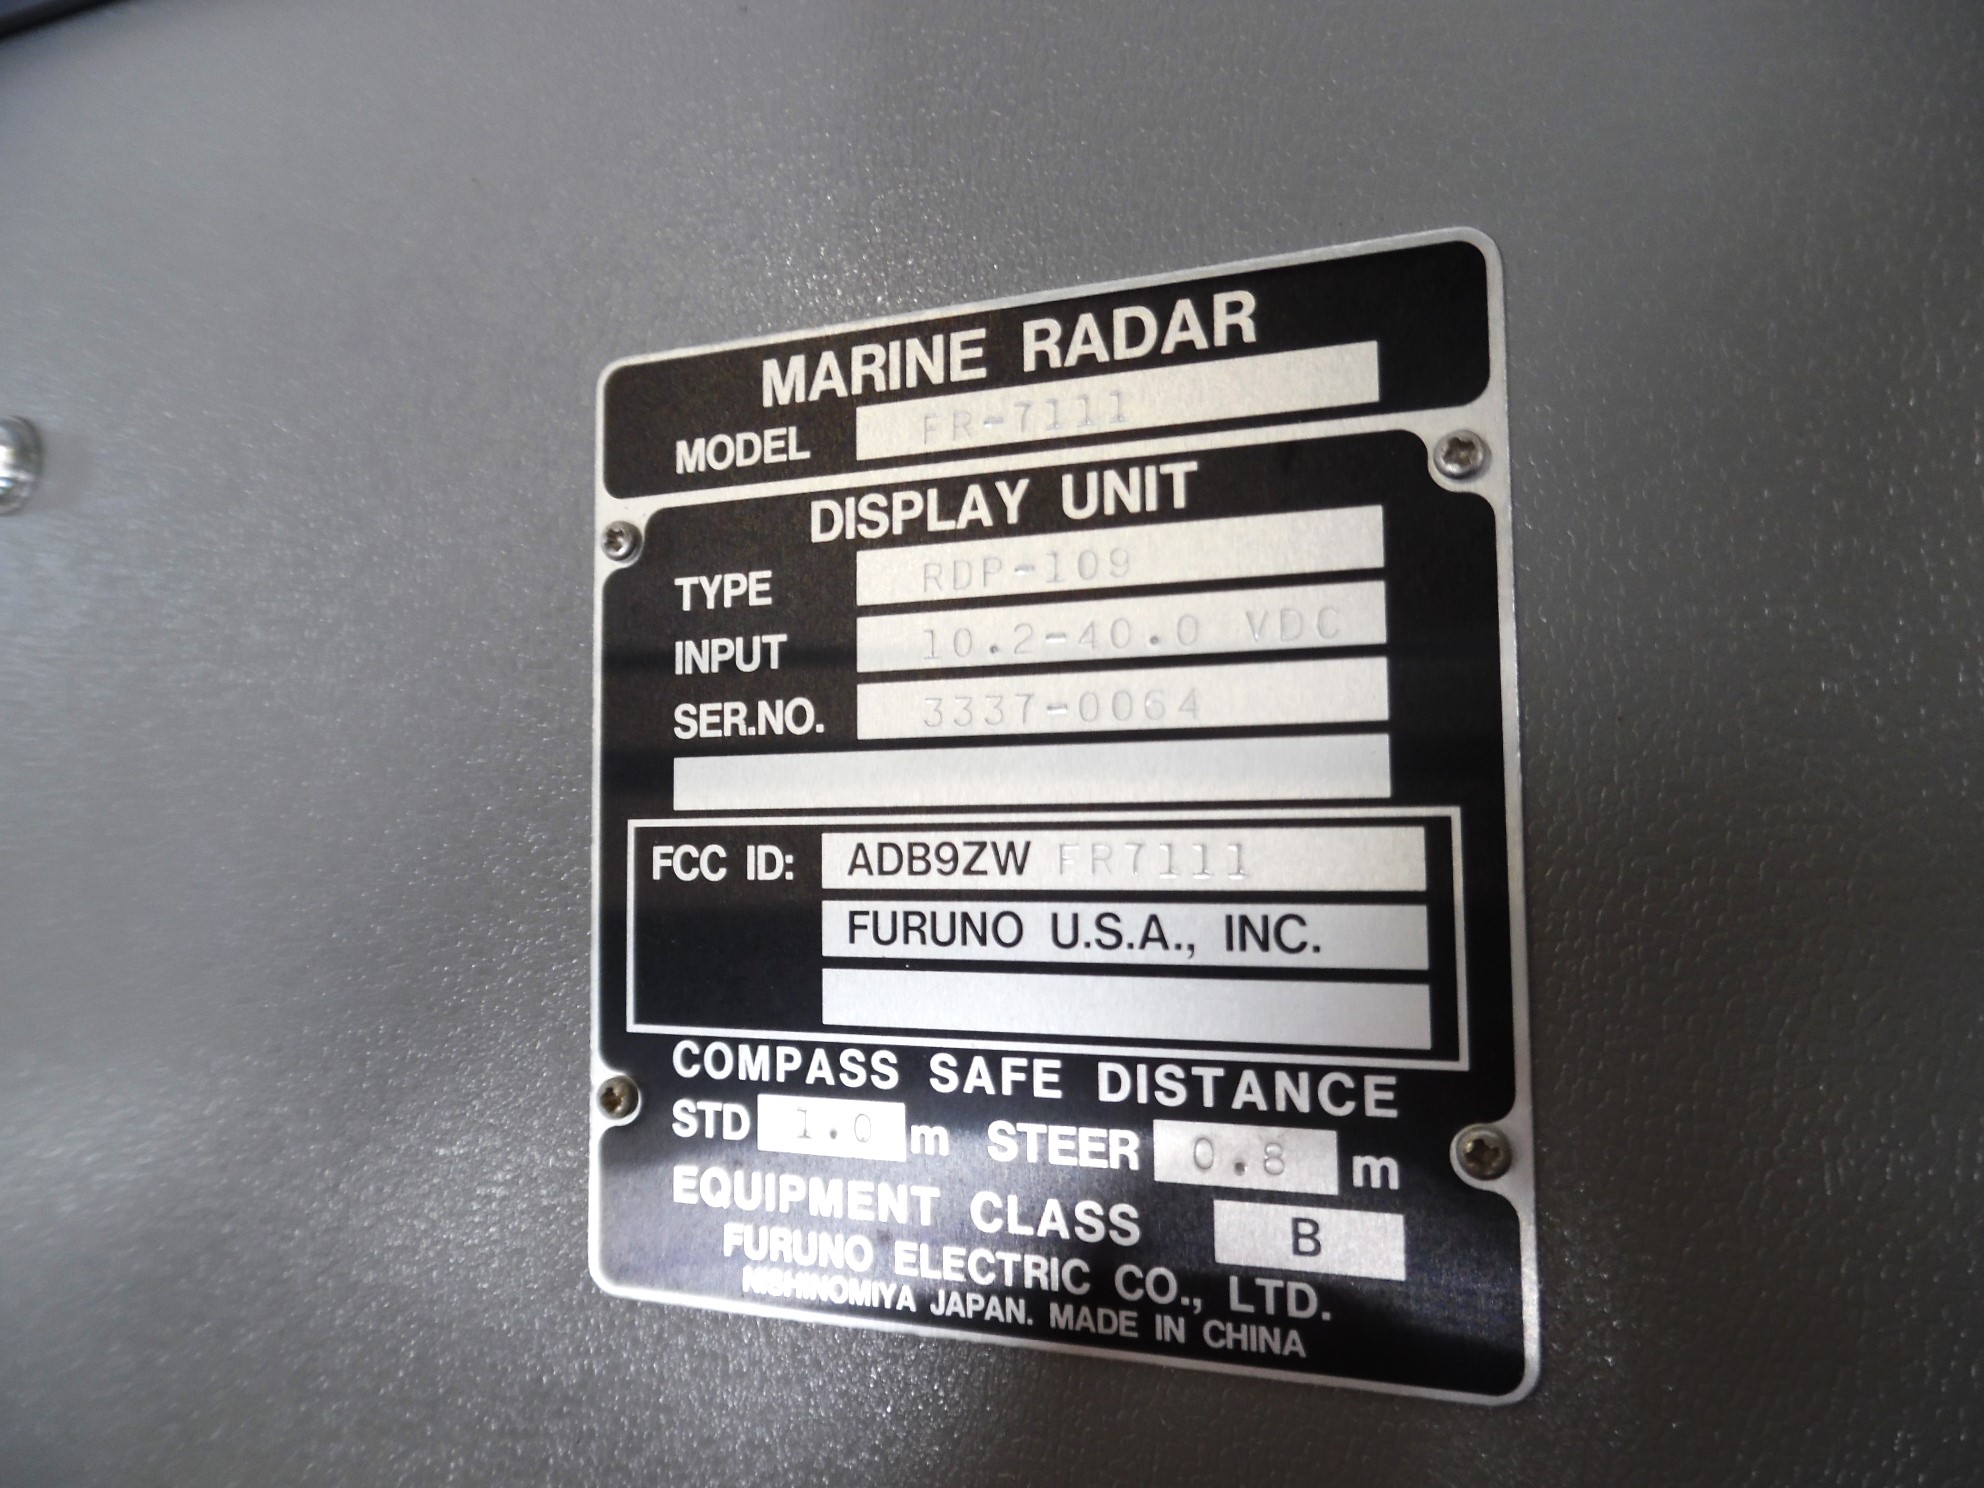 MARINE RADAR
MODEL FR-7111
DISPLAY UNIT
TYPE RDP-109
INPUT 10.2-40.0 VDC
SER.NO. 3337-0064
FCC ID: ADB9ZW FR7111
FURUNO U.S.A., INC.
COMPASS SAFE DISTANCE
STD 1.0 m STEER 0.8 m
EQUIPMENT CLASS B
FURUNO ELECTRIC CO., LTD.
NISHINOMIYA JAPAN. MADE IN CHINA